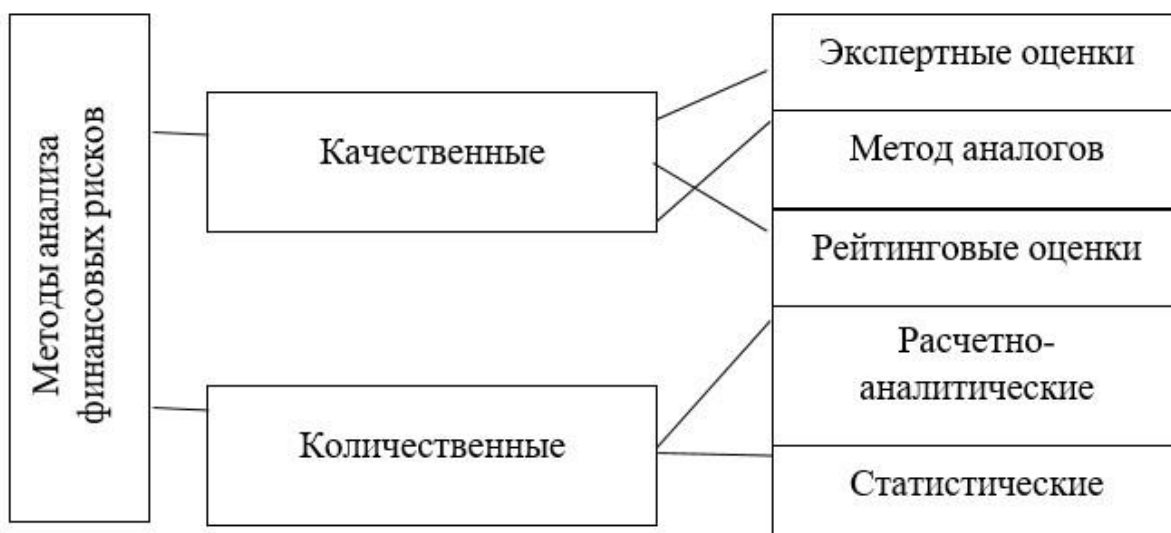 Методы анализа
финансовых рисков
Качественные
Количественные
Экспертные оценки
Метод аналогов
Рейтинговые оценки
Расчетно-
аналитические
Статистические